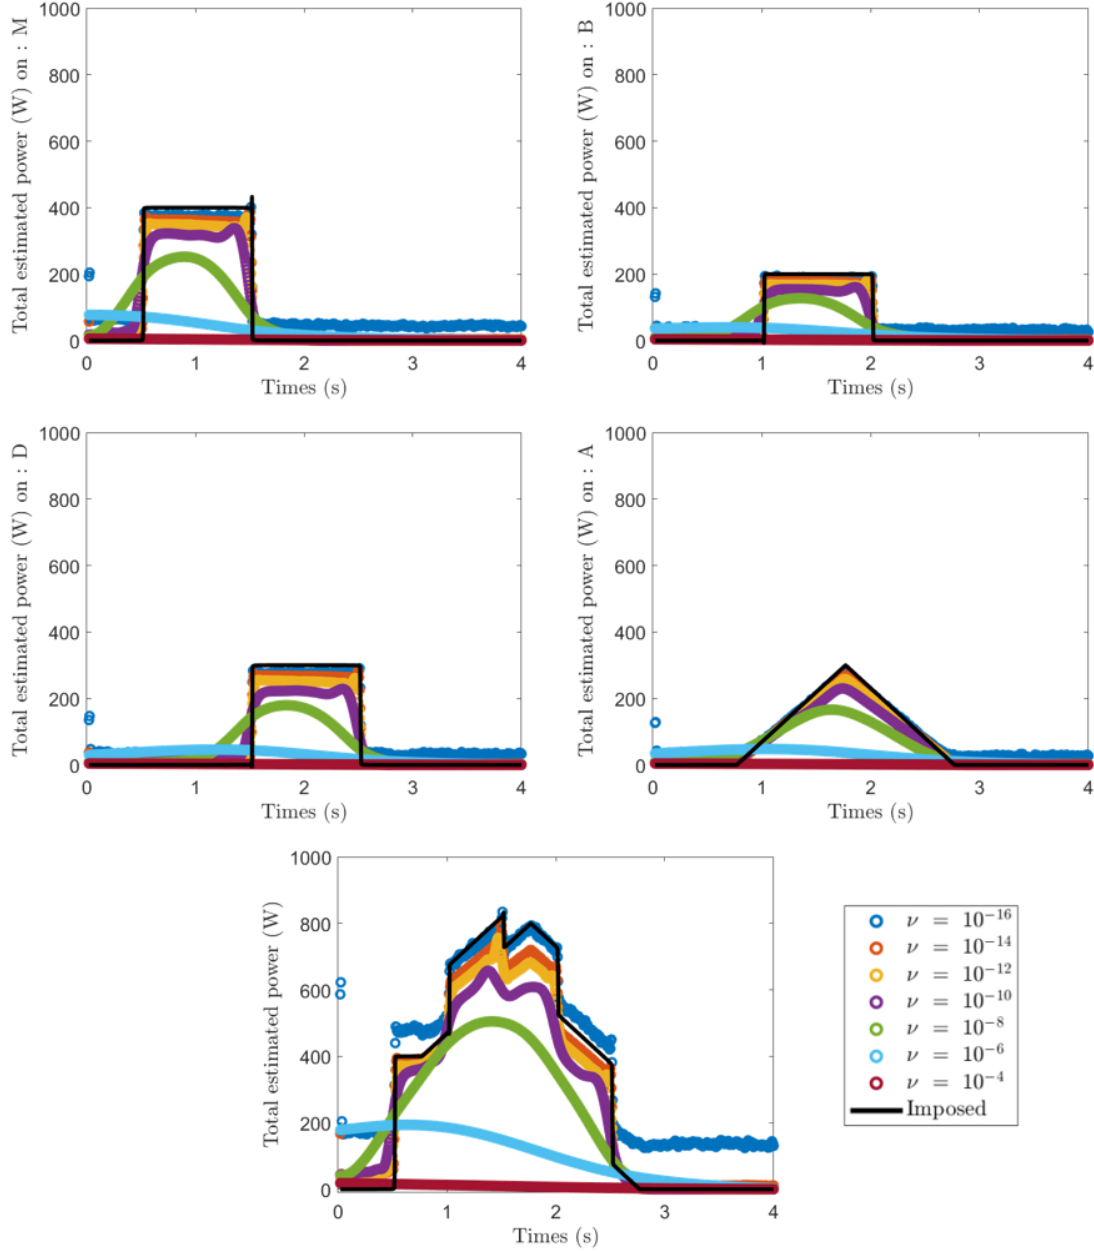 Total estimated power (W) on : M
1000
800
600
400
200
0
0 1 2 3 4
Times (s)
Total estimated power (W) on : B
1000
800
600
400
200
0
0 1 2 3 4
Times (s)
Total estimated power (W) on : D
1000
800
600
400
200
0
0 1 2 3 4
Times (s)
Total estimated power (W) on : A
1000
800
600
400
200
0
0 1 2 3 4
Times (s)
Total estimated power (W)
1000
800
600
400
200
0
0 1 2 3 4
Times (s)
ν = 10⁻¹⁶
ν = 10⁻¹⁴
ν = 10⁻¹²
ν = 10⁻¹⁰
ν = 10⁻⁸
ν = 10⁻⁶
ν = 10⁻⁴
Imposed